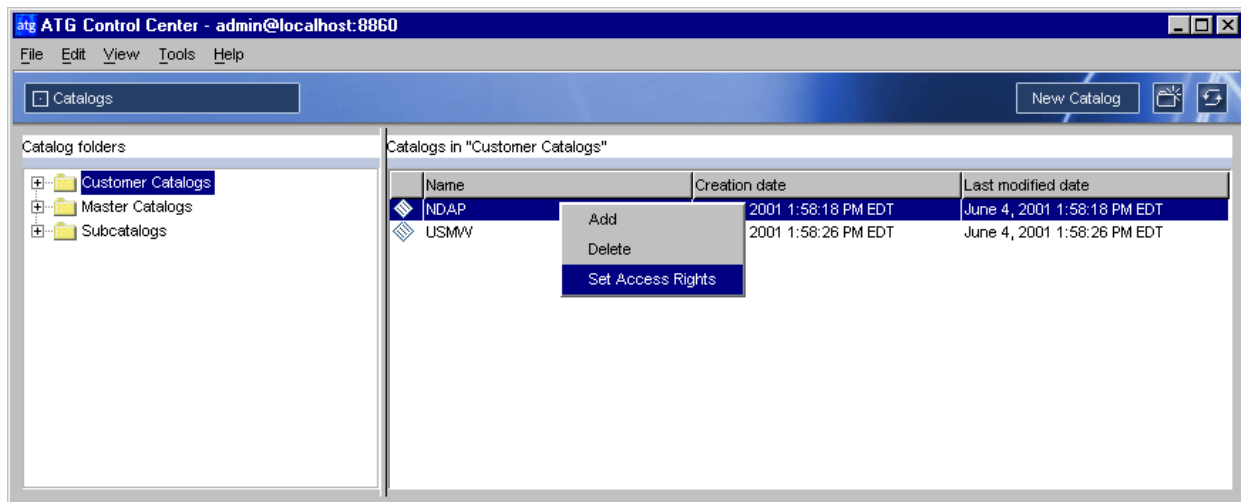 átg ATG Control Center - admin@localhost:8860
File Edit View Tools Help
Catalogs New Catalog
Catalog folders
Customer Catalogs
Master Catalogs
Subcatalogs
Catalogs in "Customer Catalogs"
Name Creation date Last modified date
NDAP 2001 1:58:18 PM EDT June 4, 2001 1:58:18 PM EDT
USMW 2001 1:58:26 PM EDT June 4, 2001 1:58:26 PM EDT
Add
Delete
Set Access Rights